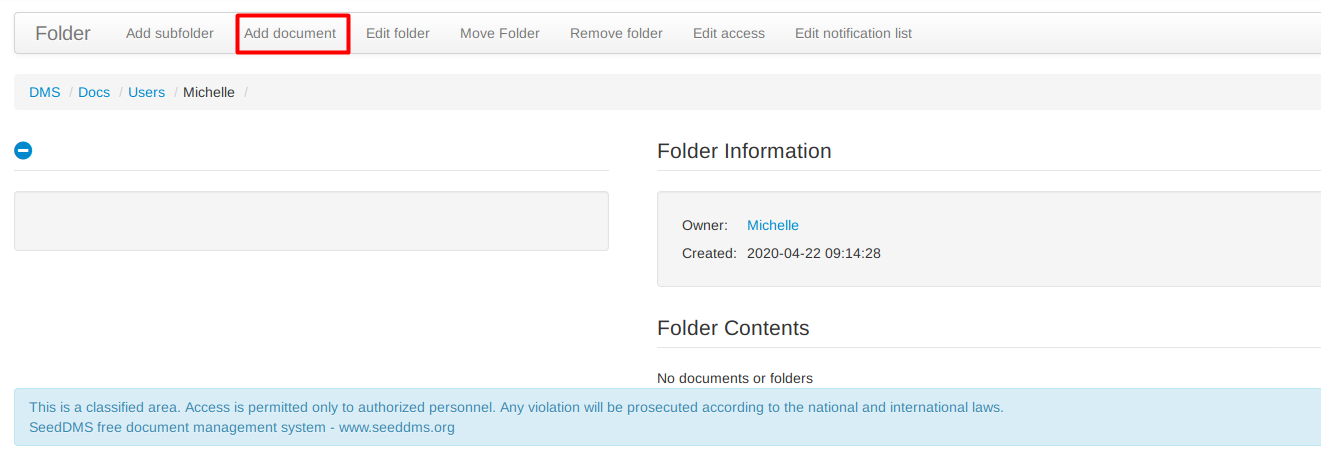 Folder Add subfolder Add document Edit folder Move Folder Remove folder Edit access Edit notification list
DMS / Docs / Users / Michelle /
Folder Information
Owner: Michelle
Created: 2020-04-22 09:14:28
Folder Contents
No documents or folders
This is a classified area. Access is permitted only to authorized personnel. Any violation will be prosecuted according to the national and international laws.
SeedDMS free document management system - www.seeddms.org